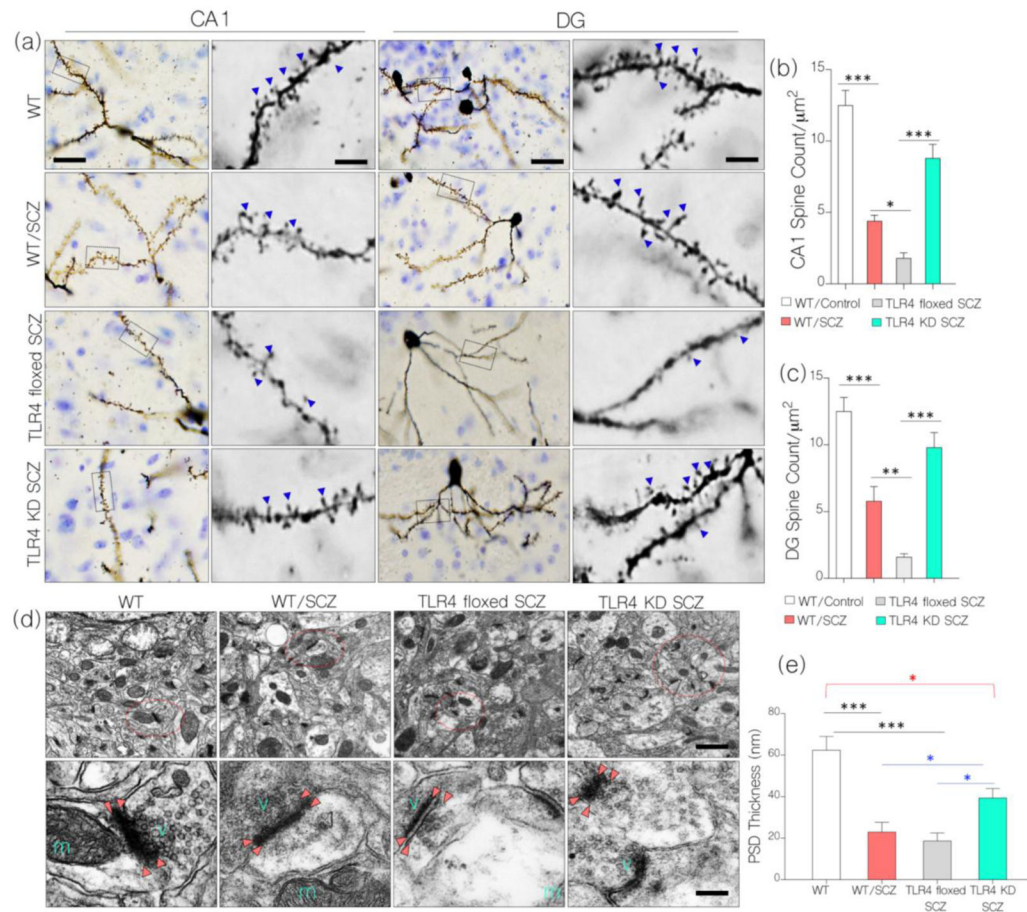 CA1 DG
(a)
WT
WT/SCZ
TLR4 floxed SCZ
TLR4 KD SCZ
(b)
15
10
5
0
CA1 Spine Count/μm²
***
*
***
WT/Control TLR4 floxed SCZ
WT/SCZ TLR4 KD SCZ
(c)
15
10
5
0
DG Spine Count/μm²
***
**
***
WT/Control TLR4 floxed SCZ
WT/SCZ TLR4 KD SCZ
(d)
WT WT/SCZ TLR4 floxed SCZ TLR4 KD SCZ
m v
v m
v m
v
(e)
80
60
40
20
0
PSD Thickness (nm)
*
***
***
*
*
WT WT/SCZ TLR4 floxed TLR4 KD
SCZ SCZ